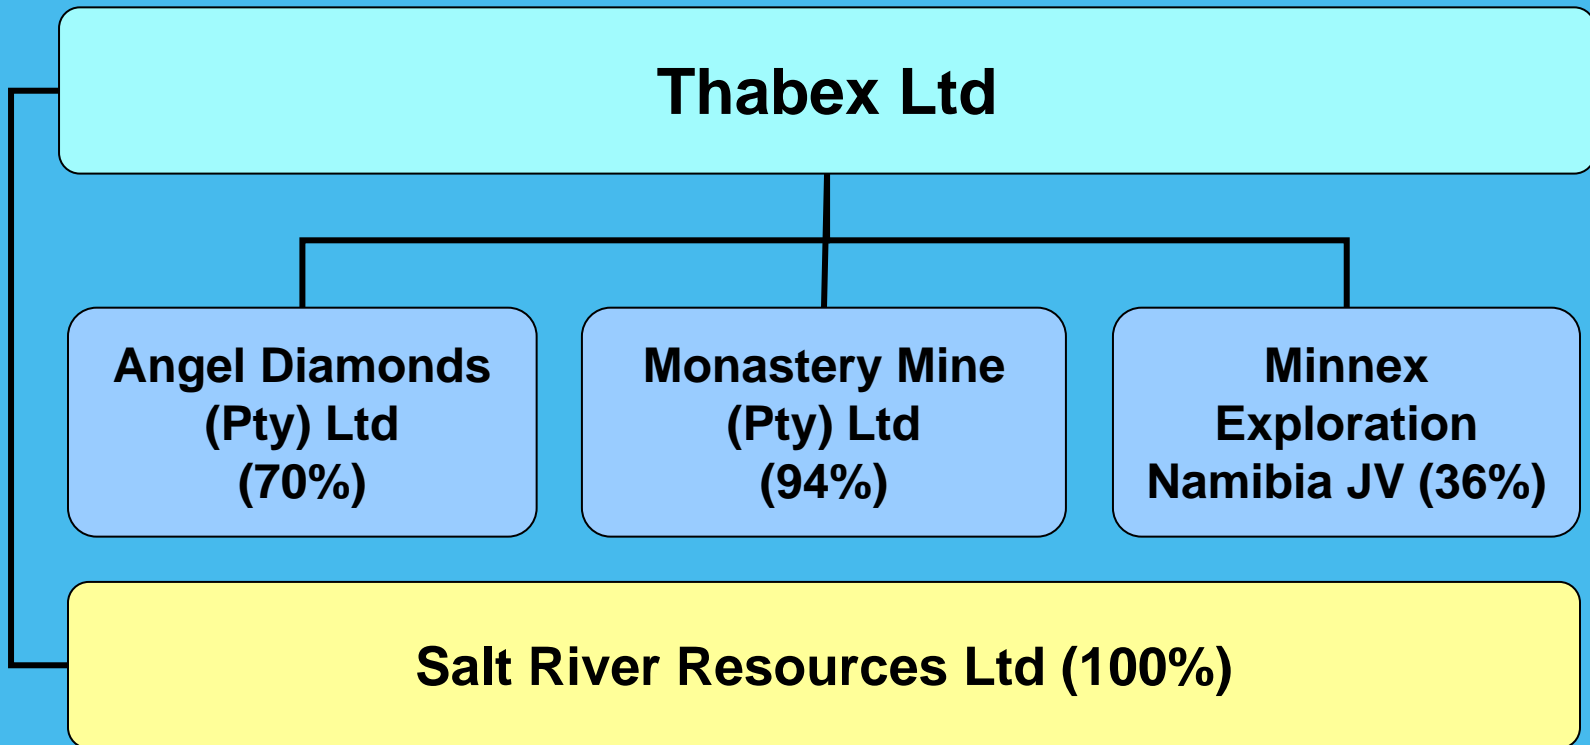 Thabex Ltd
Angel Diamonds
(Pty) Ltd
(70%)
Monastery Mine
(Pty) Ltd
(94%)
Minnex
Exploration
Namibia JV (36%)
Salt River Resources Ltd (100%)